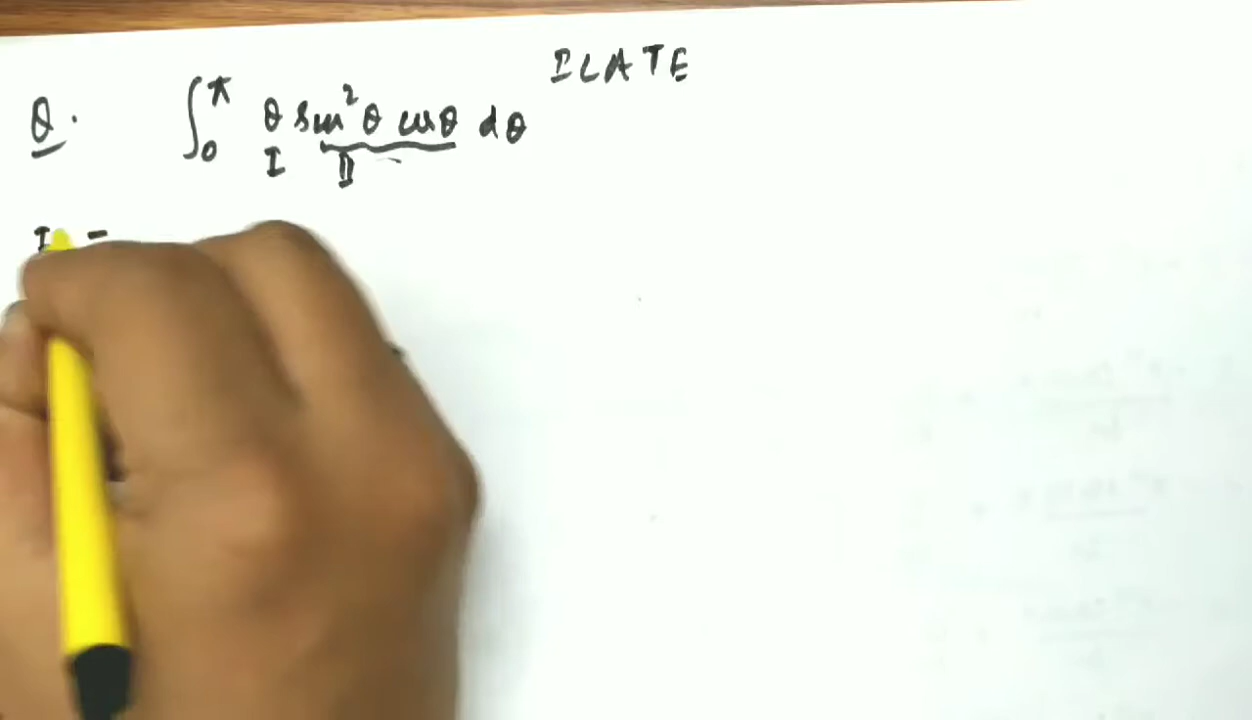 ILATE
Q. ∫₀^π θ sin²θ cosθ dθ
I II
I =